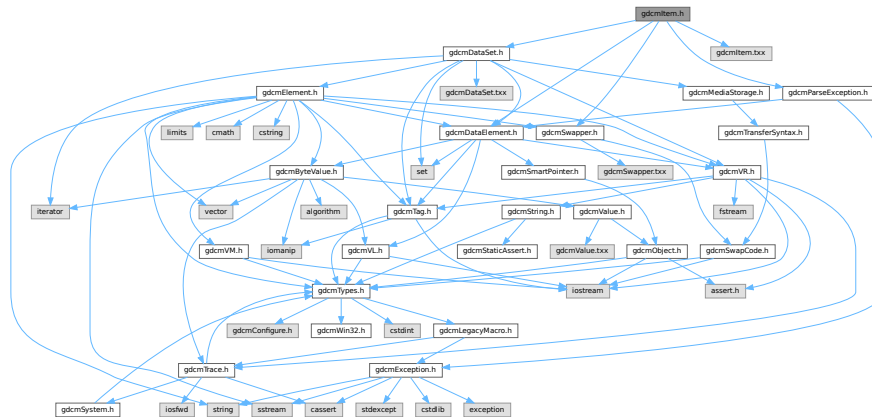 gdcmItem.h
gdcmDataSet.h
gdcmItem.txx
gdcmElement.h
gdcmDataSet.txx
gdcmMediaStorage.h
gdcmParseException.h
limits
cmath
cstring
gdcmDataElement.h
gdcmSwapper.h
gdcmTransferSyntax.h
gdcmByteValue.h
set
gdcmSmartPointer.h
gdcmSwapper.txx
gdcmVR.h
iterator
vector
algorithm
gdcmTag.h
gdcmString.h
gdcmValue.h
fstream
gdcmVM.h
iomanip
gdcmVL.h
gdcmStaticAssert.h
gdcmValue.txx
gdcmObject.h
gdcmSwapCode.h
gdcmTypes.h
iostream
assert.h
gdcmConfigure.h
gdcmWin32.h
cstdint
gdcmLegacyMacro.h
gdcmTrace.h
gdcmException.h
gdcmSystem.h
iosfwd
string
sstream
cassert
stdexcept
cstdlib
exception